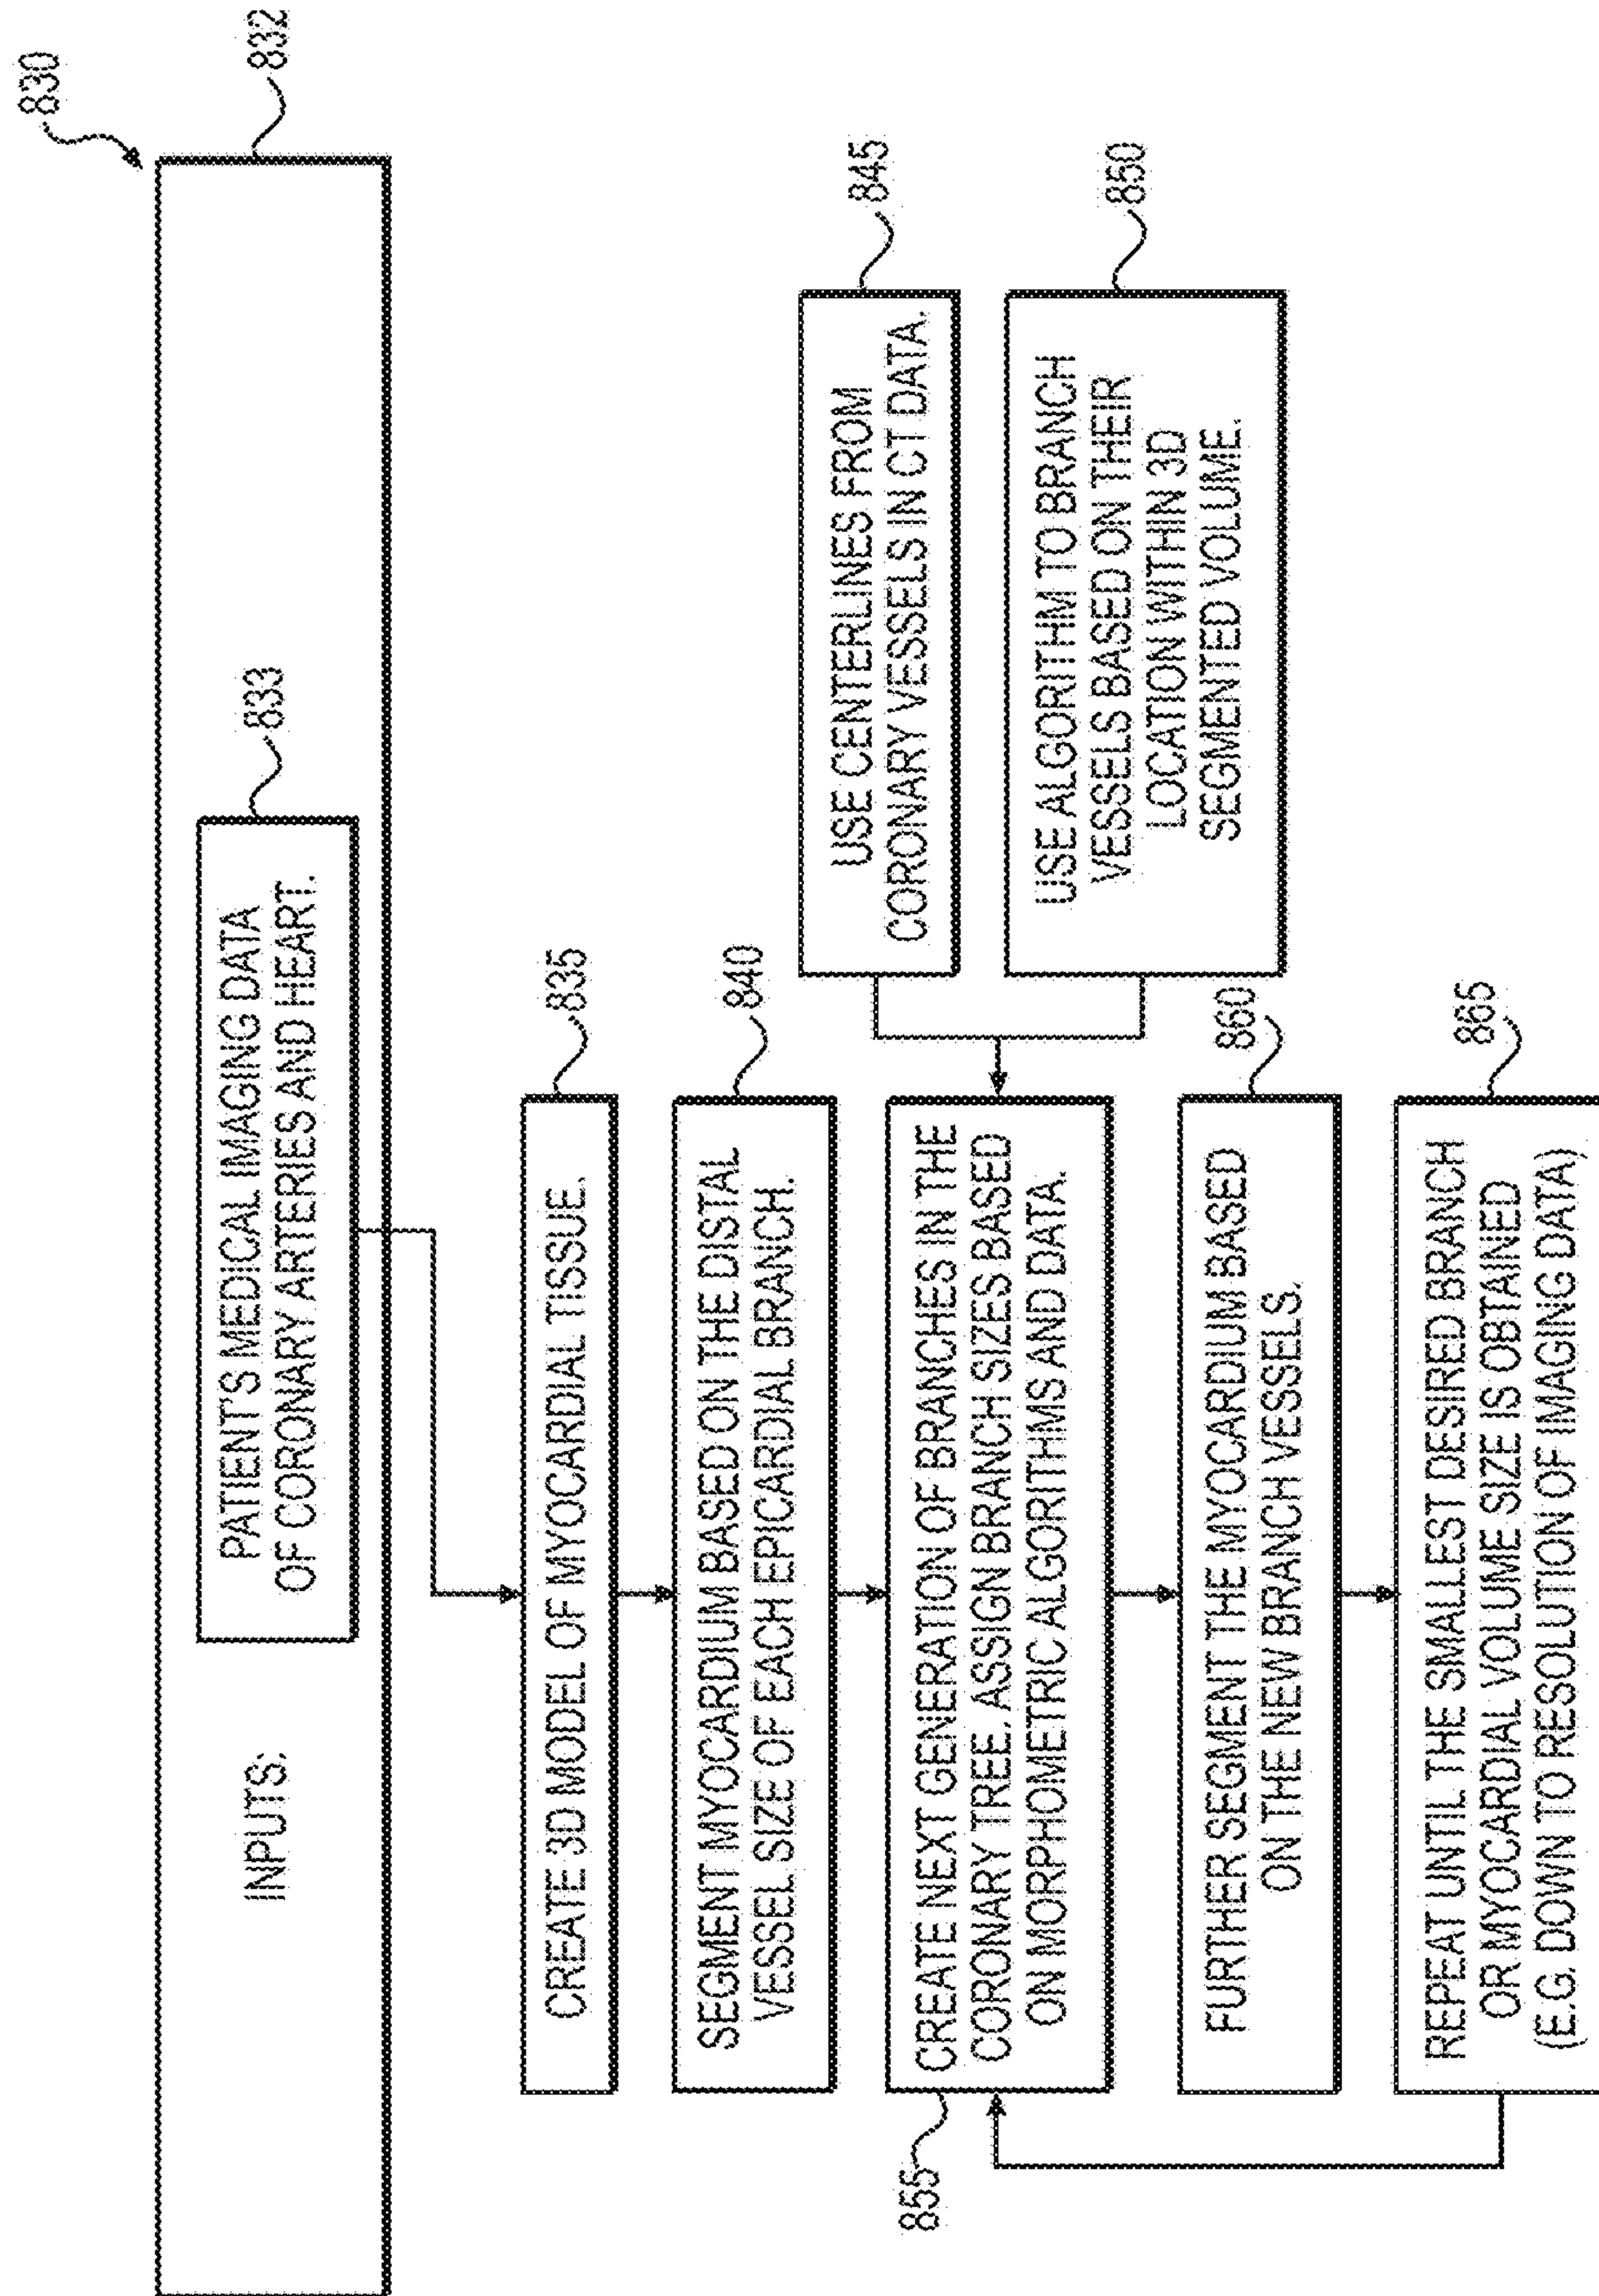 830
832
INPUTS:
833
PATIENT'S MEDICAL IMAGING DATA
OF CORONARY ARTERIES AND HEART.
835
CREATE 3D MODEL OF MYOCARDIAL TISSUE.
840
SEGMENT MYOCARDIUM BASED ON THE DISTAL
VESSEL SIZE OF EACH EPICARDIAL BRANCH.
845
USE CENTERLINES FROM
CORONARY VESSELS IN CT DATA.
850
USE ALGORITHM TO BRANCH
VESSELS BASED ON THEIR
LOCATION WITHIN 3D
SEGMENTED VOLUME.
855
CREATE NEXT GENERATION OF BRANCHES IN THE
CORONARY TREE. ASSIGN BRANCH SIZES BASED
ON MORPHOMETRIC ALGORITHMS AND DATA.
860
FURTHER SEGMENT THE MYOCARDIUM BASED
ON THE NEW BRANCH VESSELS.
865
REPEAT UNTIL THE SMALLEST DESIRED BRANCH
OR MYOCARDIAL VOLUME SIZE IS OBTAINED
(E.G. DOWN TO RESOLUTION OF IMAGING DATA)